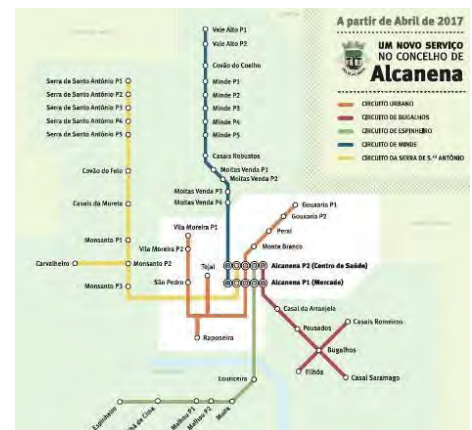 A partir de Abril de 2017
UM NOVO SERVIÇO
NO CONCELHO DE
Alcanena
CIRCUITO URBANO
CIRCUITO DE BUGALHOS
CIRCUITO DE ESPINHEIRO
CIRCUITO DE MINDE
CIRCUITO DA SERRA DE S.TO ANTÓNIO
Vale Alto P1
Vale Alto P2
Covão do Coelho
Minde P1
Minde P2
Minde P3
Minde P4
Minde P5
Casais Robustos
Moitas Venda P1
Moitas Venda P2
Moitas Venda P3
Moitas Venda P4
Serra de Santo António P1
Serra de Santo António P2
Serra de Santo António P3
Serra de Santo António P4
Serra de Santo António P5
Covão do Feto
Casais da Moreta
Monsanto P1
Carvalheiro
Monsanto P2
Monsanto P3
Vila Moreira P1
Vila Moreira P2
São Pedro
Tojal
Raposeira
Gouxaria P1
Gouxaria P2
Peral
Monte Branco
Alcanena P2 (Centro de Saúde)
Alcanena P1 (Mercado)
Casal da Arranjela
Pousados
Casais Romeiros
Bugalhos
Filhós
Casal Saramago
Louriceira
Espinheiro
de Cima
Malhou P1
Malhou P2